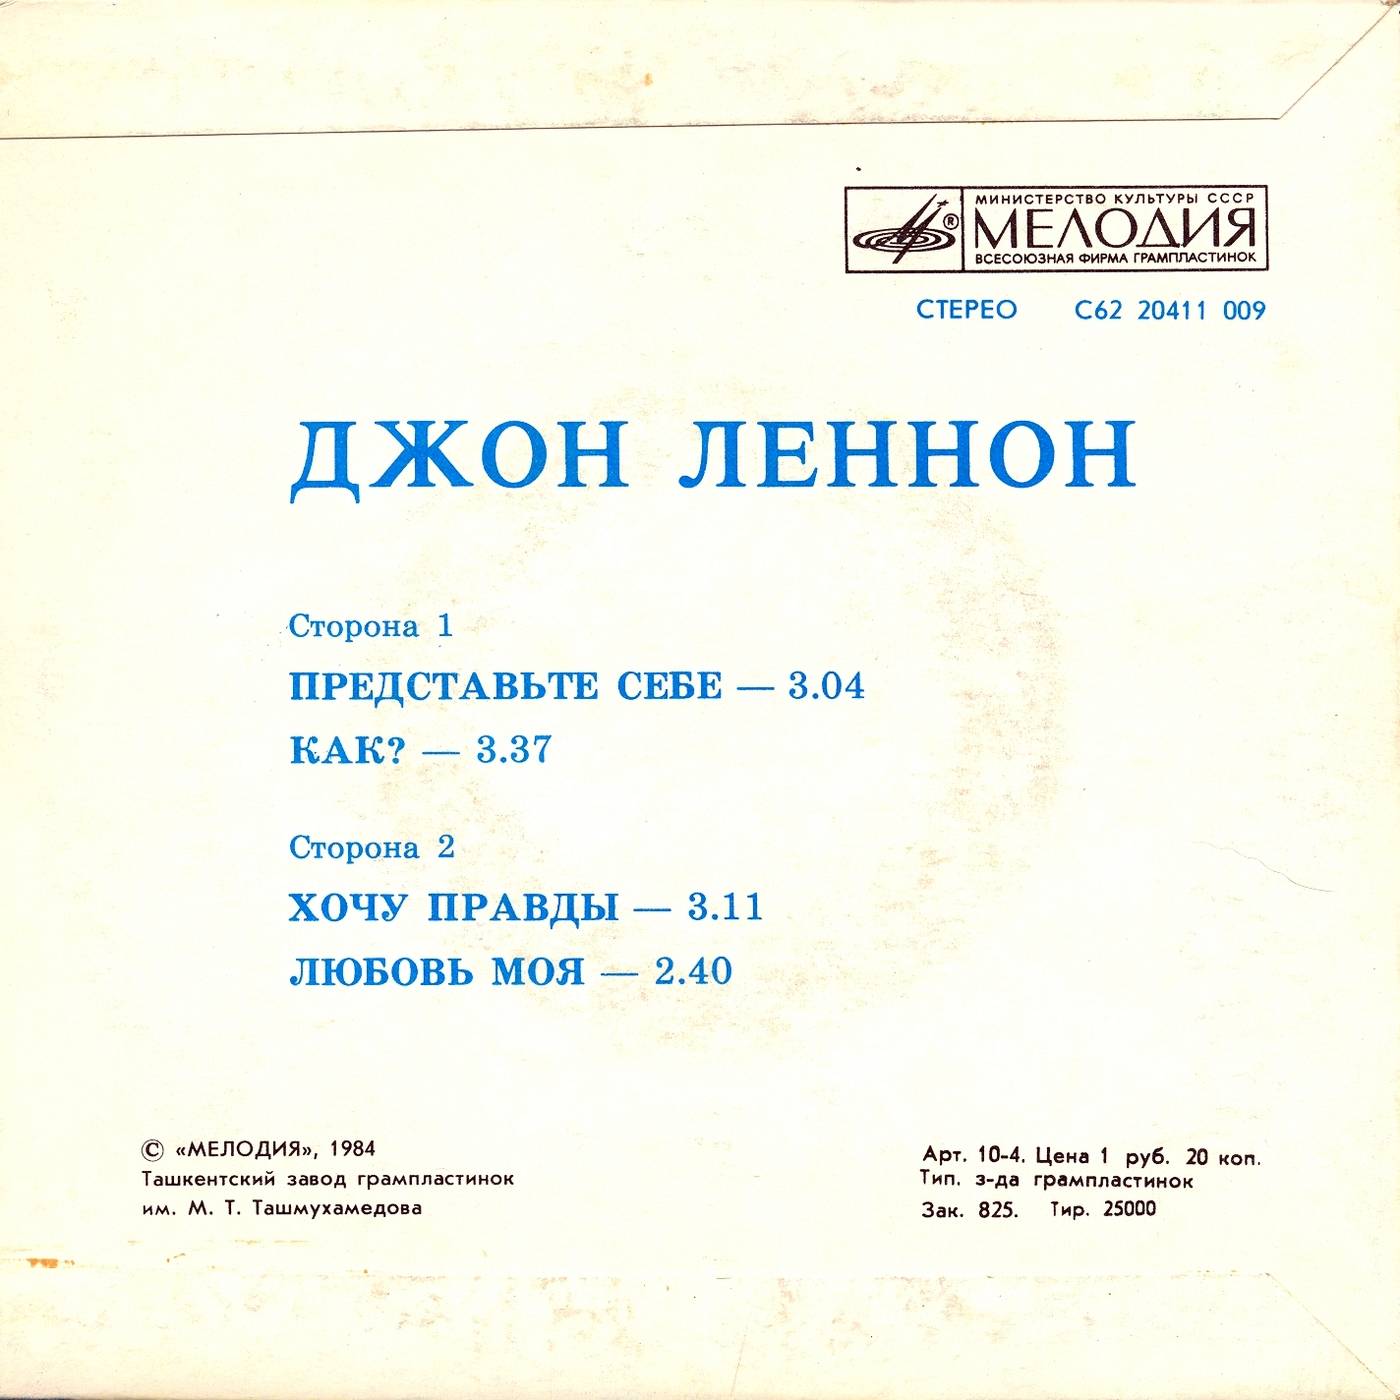 МИНИСТЕРСТВО КУЛЬТУРЫ СССР
МЕЛОДИЯ
ВСЕСОЮЗНАЯ ФИРМА ГРАМПЛАСТИНОК
®
СТЕРЕО С62 20411 009
ДЖОН ЛЕННОН
Сторона 1
ПРЕДСТАВЬТЕ СЕБЕ — 3.04
КАК? — 3.37
Сторона 2
ХОЧУ ПРАВДЫ — 3.11
ЛЮБОВЬ МОЯ — 2.40
© «МЕЛОДИЯ», 1984
Ташкентский завод грампластинок
им. М. Т. Ташмухамедова
Арт. 10-4. Цена 1 руб. 20 коп.
Тип. з-да грампластинок
Зак. 825. Тир. 25000